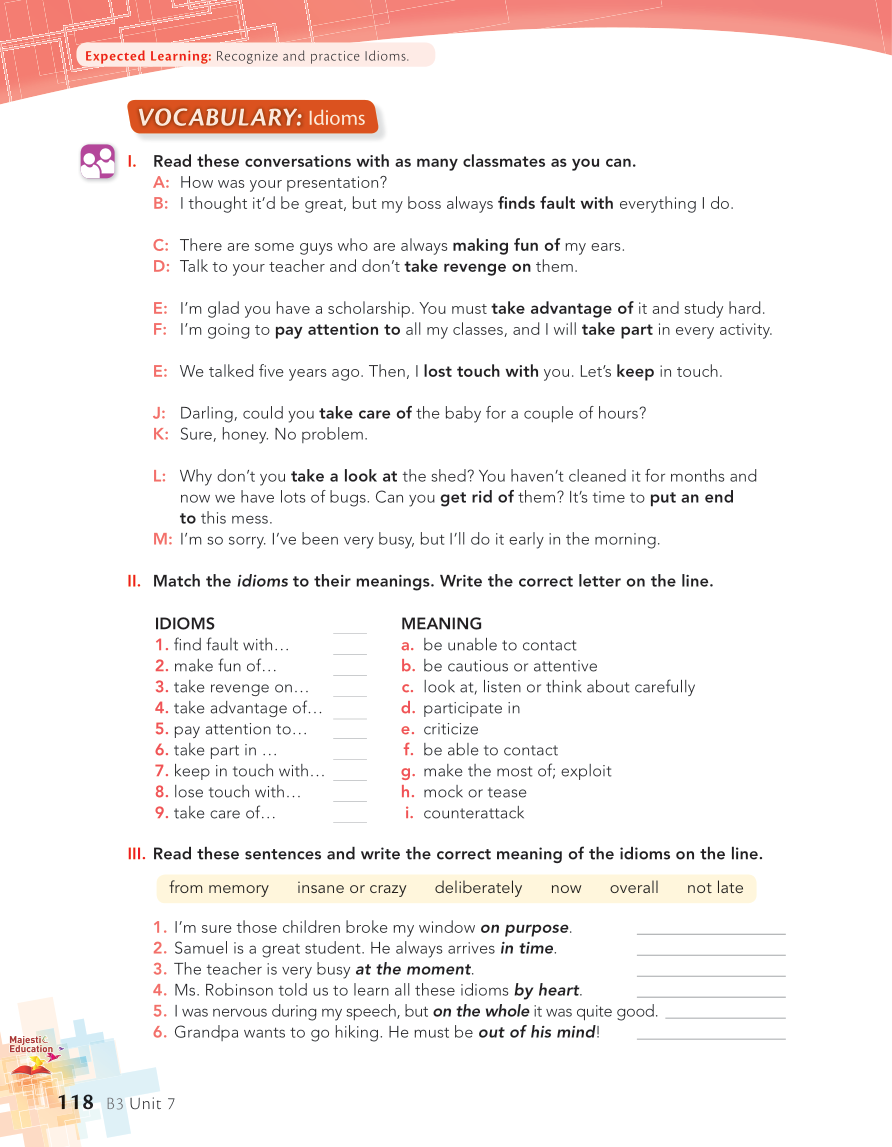 Expected Learning: Recognize and practice Idioms.
VOCABULARY: Idioms
I. Read these conversations with as many classmates as you can.
A: How was your presentation?
B: I thought it’d be great, but my boss always finds fault with everything I do.
C: There are some guys who are always making fun of my ears.
D: Talk to your teacher and don’t take revenge on them.
E: I’m glad you have a scholarship. You must take advantage of it and study hard.
F: I’m going to pay attention to all my classes, and I will take part in every activity.
E: We talked five years ago. Then, I lost touch with you. Let’s keep in touch.
J: Darling, could you take care of the baby for a couple of hours?
K: Sure, honey. No problem.
L: Why don’t you take a look at the shed? You haven’t cleaned it for months and
now we have lots of bugs. Can you get rid of them? It’s time to put an end
to this mess.
M: I’m so sorry. I’ve been very busy, but I’ll do it early in the morning.
II. Match the idioms to their meanings. Write the correct letter on the line.
IDIOMS
1. find fault with…
2. make fun of…
3. take revenge on…
4. take advantage of…
5. pay attention to…
6. take part in …
7. keep in touch with…
8. lose touch with…
9. take care of…
MEANING
a. be unable to contact
b. be cautious or attentive
c. look at, listen or think about carefully
d. participate in
e. criticize
f. be able to contact
g. make the most of; exploit
h. mock or tease
i. counterattack
III. Read these sentences and write the correct meaning of the idioms on the line.
from memory insane or crazy deliberately now overall not late
1. I’m sure those children broke my window on purpose.
2. Samuel is a great student. He always arrives in time.
3. The teacher is very busy at the moment.
4. Ms. Robinson told us to learn all these idioms by heart.
5. I was nervous during my speech, but on the whole it was quite good.
6. Grandpa wants to go hiking. He must be out of his mind!
Majestic
Education
118 B3 Unit 7